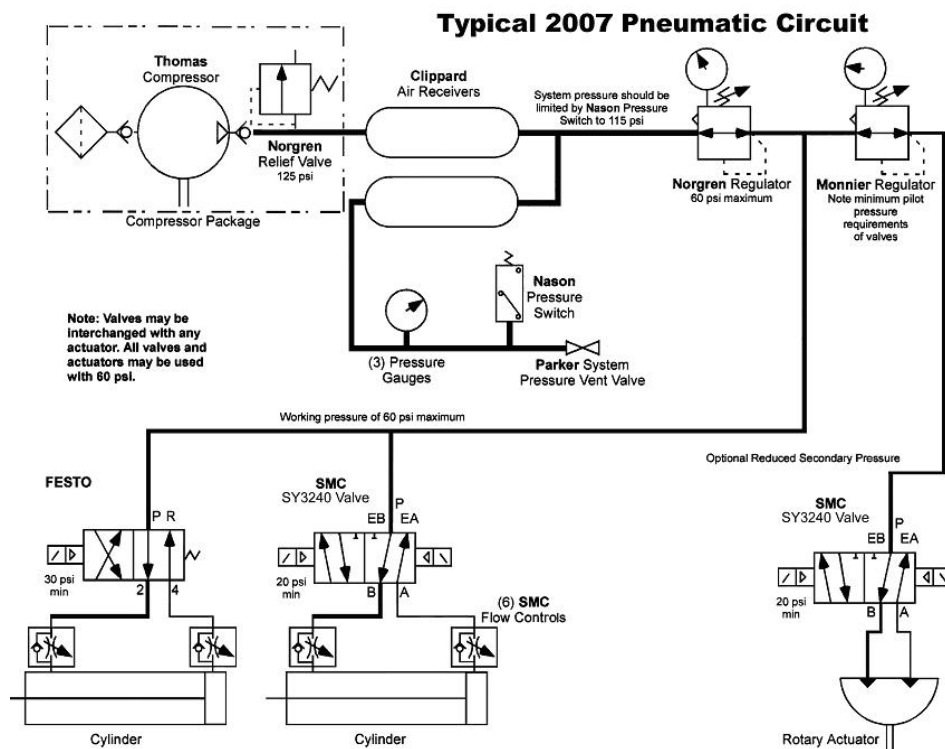 Typical 2007 Pneumatic Circuit
Thomas
Compressor
Clippard
Air Receivers
System pressure should be
limited by Nason Pressure
Switch to 115 psi
Norgren
Relief Valve
125 psi
Norgren Regulator
60 psi maximum
Monnier Regulator
Note minimum pilot
pressure
requirements
of valves
Compressor Package
Nason
Pressure
Switch
Note: Valves may be
interchanged with any
actuator. All valves and
actuators may be used
with 60 psi.
(3) Pressure
Gauges
Parker System
Pressure Vent Valve
Working pressure of 60 psi maximum
Optional Reduced Secondary Pressure
FESTO
P R
30 psi
min
2 4
Cylinder
SMC
SY3240 Valve
P
EB EA
20 psi
min
B A
(6) SMC
Flow Controls
Cylinder
SMC
SY3240 Valve
P
EB EA
20 psi
min
B A
Rotary Actuator